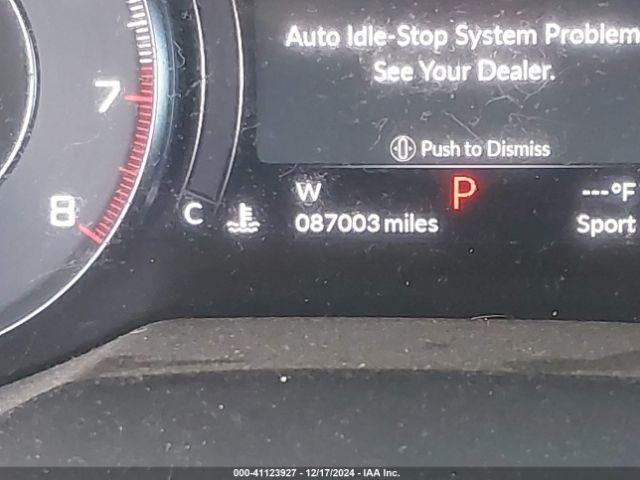 Auto Idle-Stop System Problem
See Your Dealer.
Push to Dismiss
7
8
C
W P ---°F
087003 miles Sport
000-41123927 - 12/17/2024 - IAA Inc.